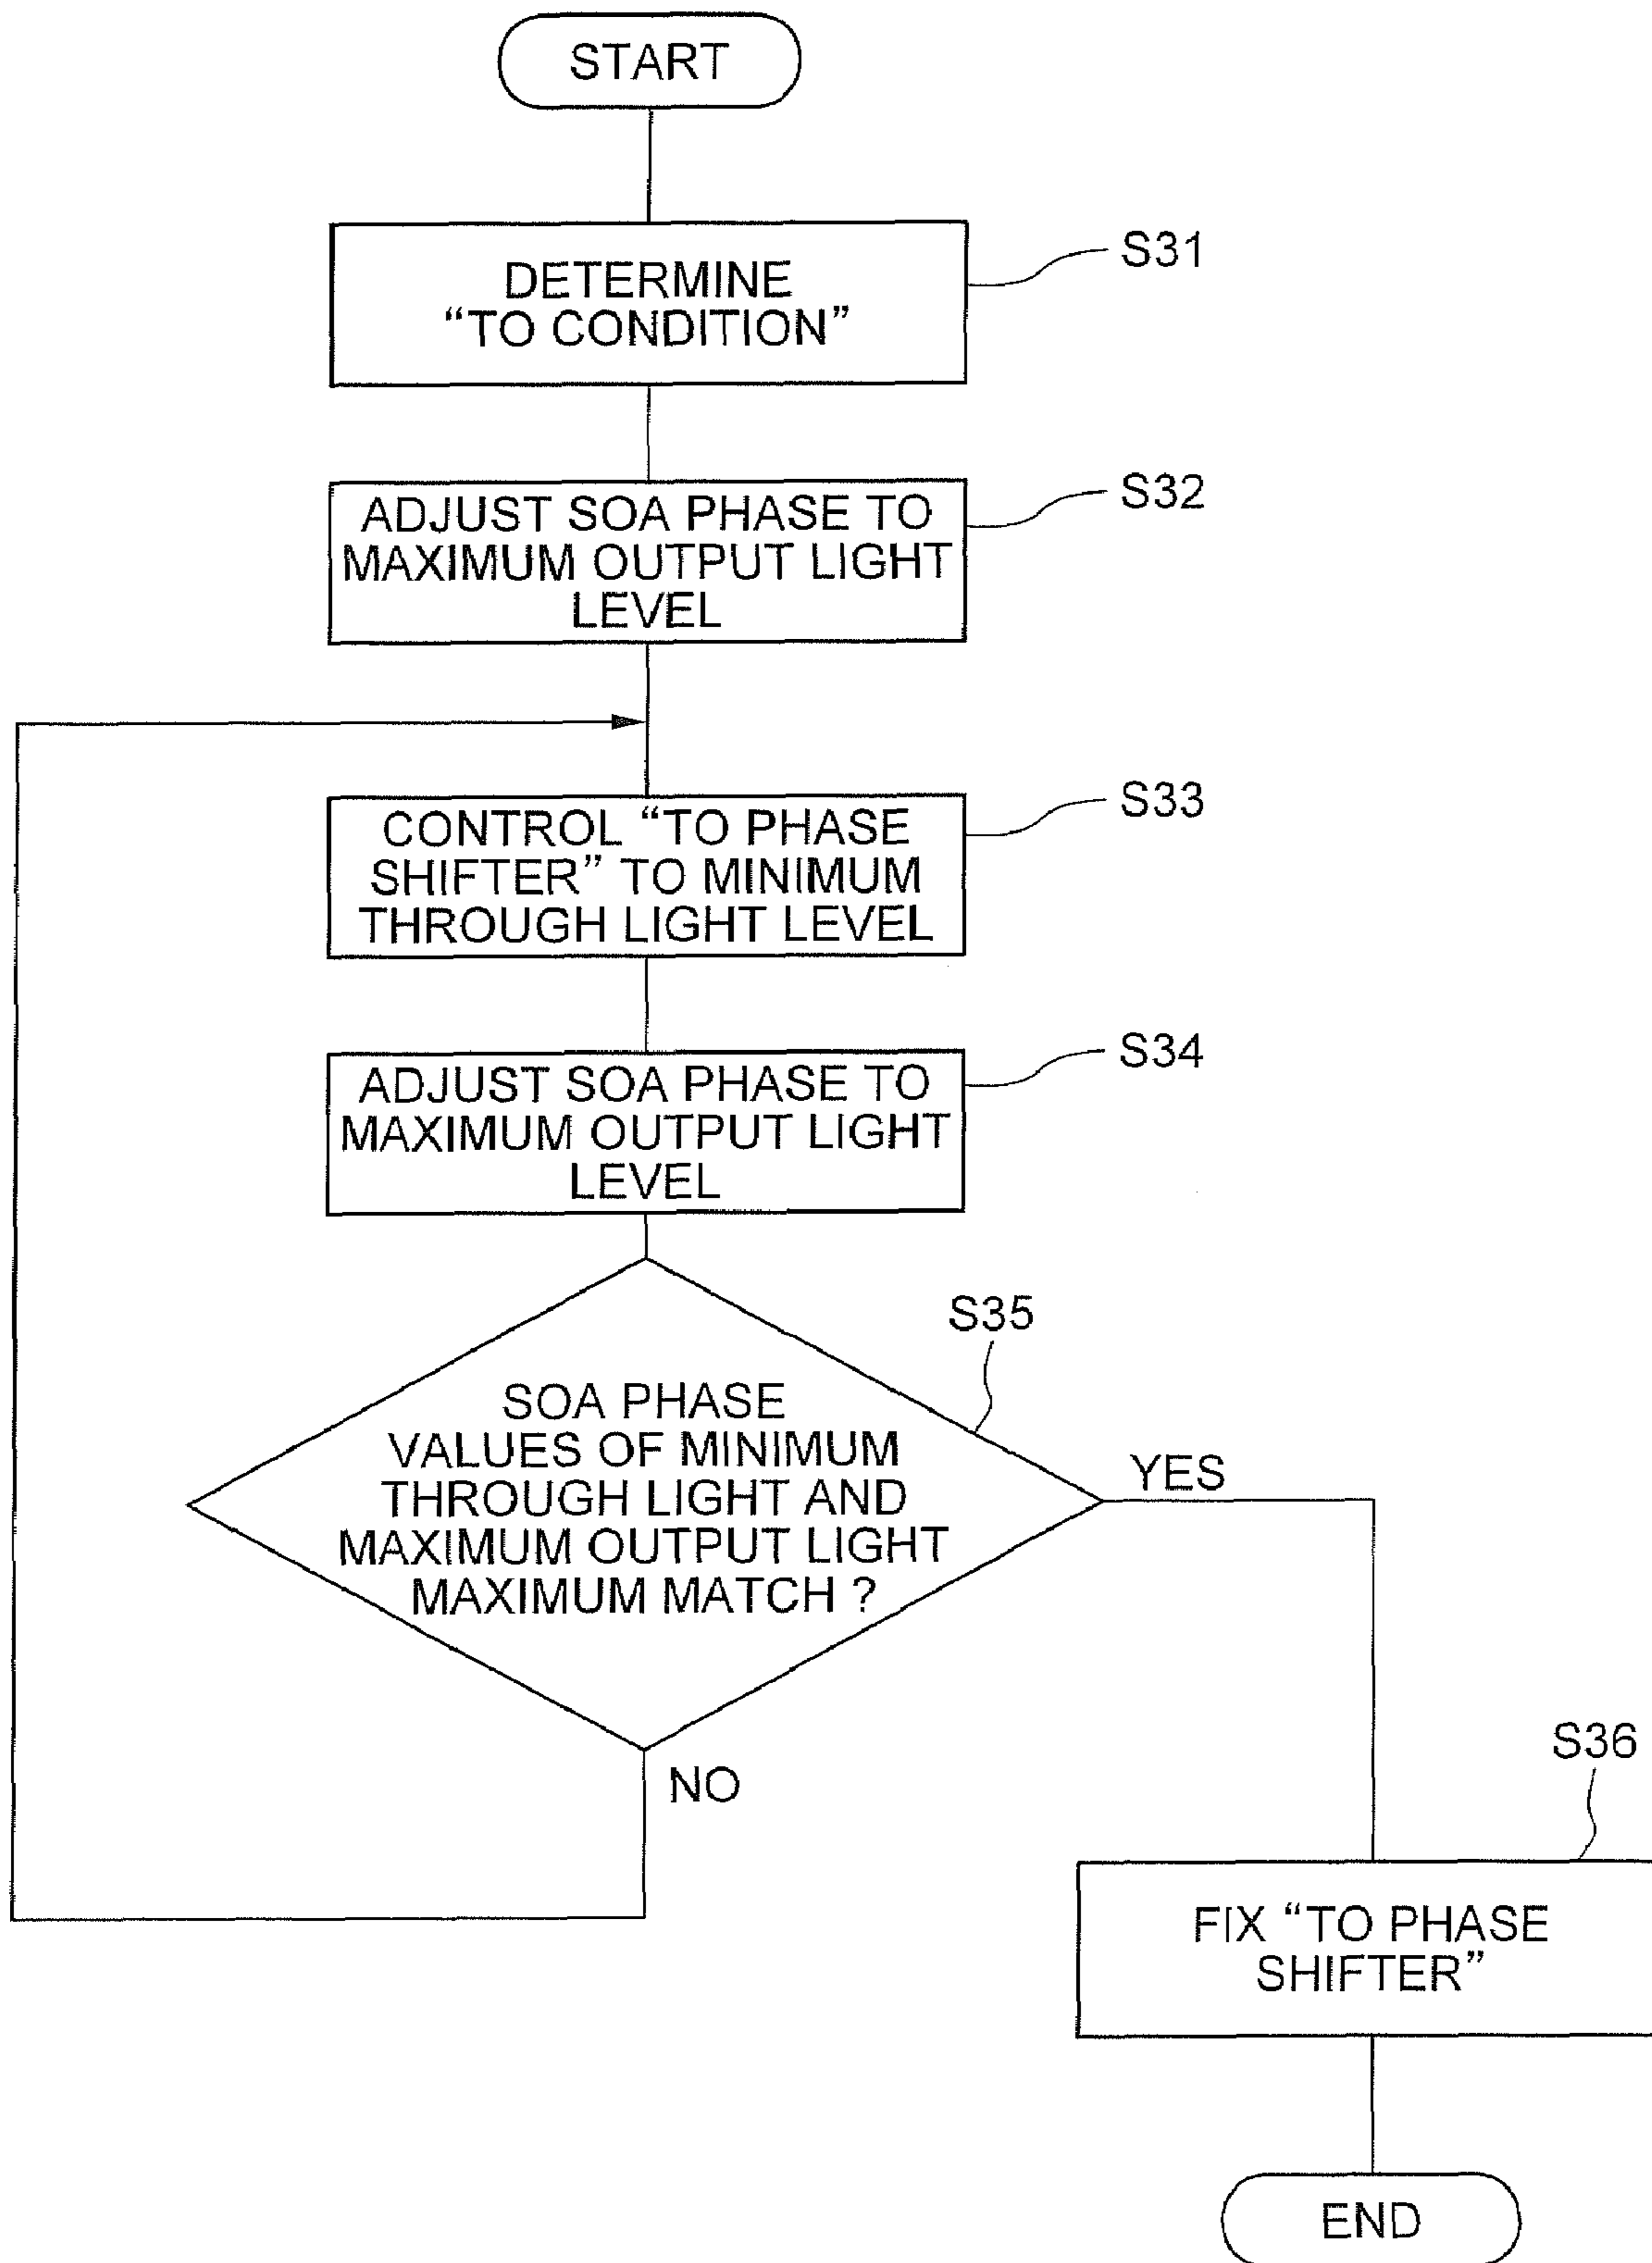 START
DETERMINE
“TO CONDITION”
S31
ADJUST SOA PHASE TO
MAXIMUM OUTPUT LIGHT
LEVEL
S32
CONTROL “TO PHASE
SHIFTER” TO MINIMUM
THROUGH LIGHT LEVEL
S33
ADJUST SOA PHASE TO
MAXIMUM OUTPUT LIGHT
LEVEL
S34
SOA PHASE
VALUES OF MINIMUM
THROUGH LIGHT AND
MAXIMUM OUTPUT LIGHT
MAXIMUM MATCH ?
S35
YES
NO
FIX “TO PHASE
SHIFTER”
S36
END